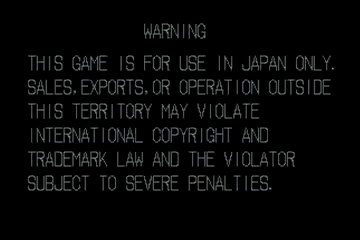 WARNING
THIS GAME IS FOR USE IN JAPAN ONLY.
SALES, EXPORTS, OR OPERATION OUTSIDE
THIS TERRITORY MAY VIOLATE
INTERNATIONAL COPYRIGHT AND
TRADEMARK LAW AND THE VIOLATOR
SUBJECT TO SEVERE PENALTIES.